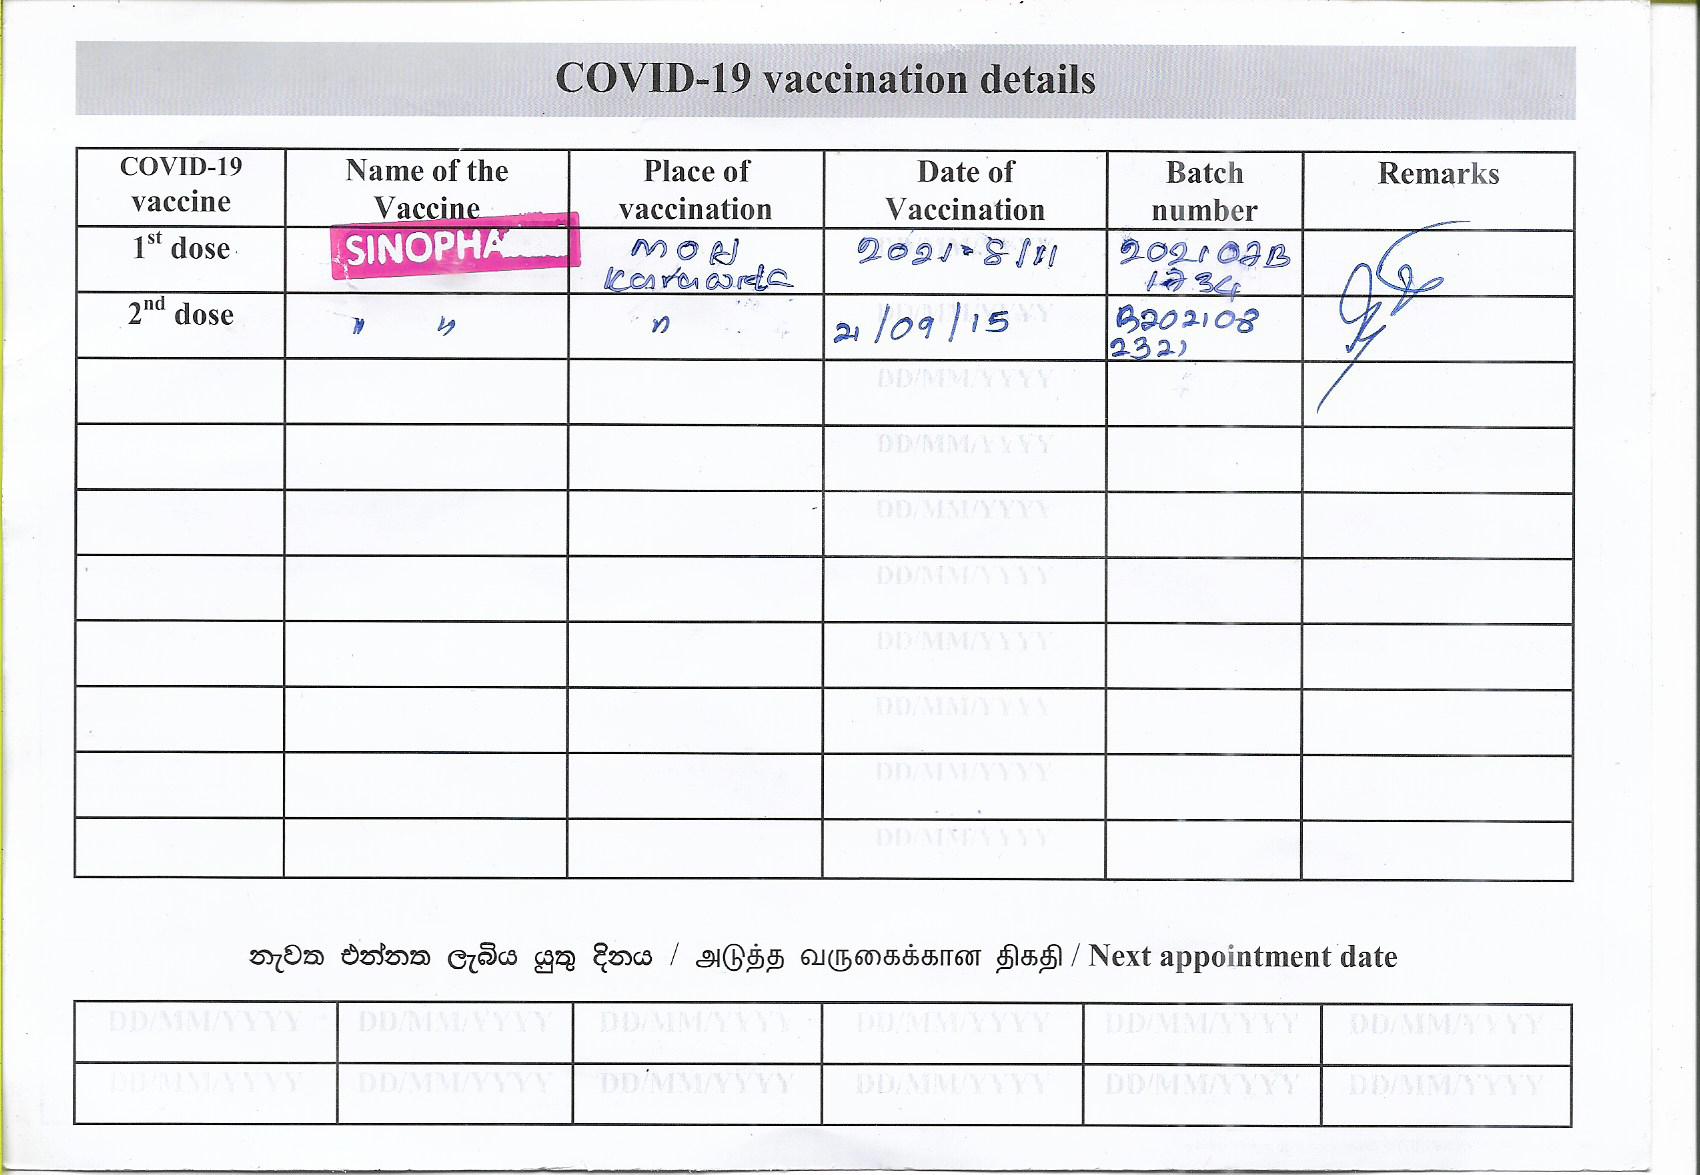 COVID-19 vaccination details
COVID-19 vaccine
Name of the Vaccine
Place of vaccination
Date of Vaccination
Batch number
Remarks
1st dose
SINOPHA
MOH
2021-8/11
202107B
1734
2nd dose
" "
"
21/09/15
B202108
2321
DD/MM/YYYY
DD/MM/YYYY
DD/MM/YYYY
DD/MM/YYYY
DD/MM/YYYY
DD/MM/YYYY
DD/MM/YYYY
DD/MM/YYYY
නැවත එන්නත ලැබිය යුතු දිනය / அடுத்த வருகைக்கான திகதி / Next appointment date
DD/MM/YYYY DD/MM/YYYY DD/MM/YYYY DD/MM/YYYY DD/MM/YYYY DD/MM/YYYY
DD/MM/YYYY DD/MM/YYYY DD/MM/YYYY DD/MM/YYYY DD/MM/YYYY DD/MM/YYYY